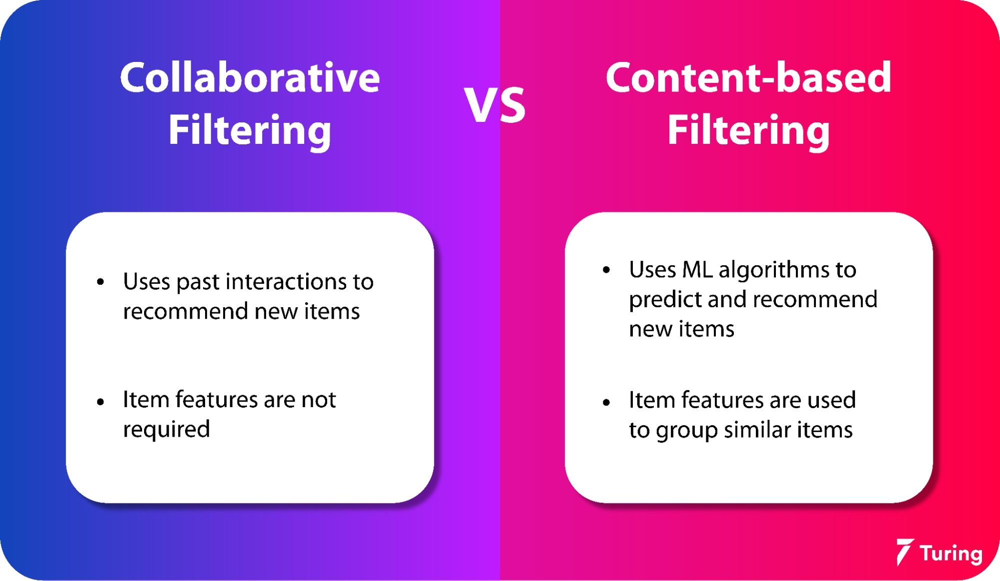 Collaborative
Filtering
VS
Content-based
Filtering
• Uses past interactions to
recommend new items
• Item features are not
required
• Uses ML algorithms to
predict and recommend
new items
• Item features are used
to group similar items
Turing